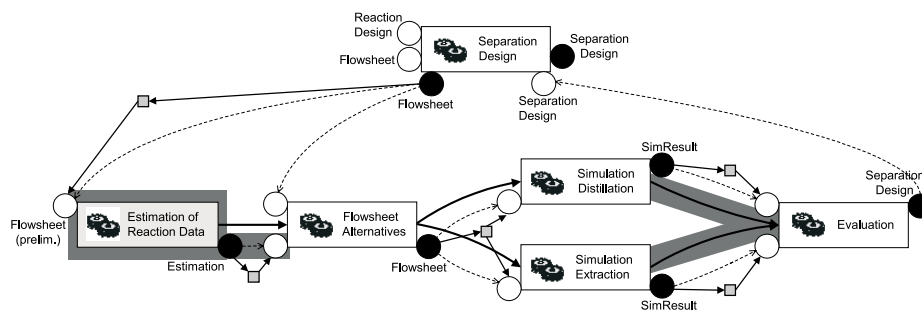 Reaction
Design
Flowsheet
Separation
Design
Separation
Design
Flowsheet
Separation
Design
Flowsheet
(prelim.)
Estimation of
Reaction Data
Estimation
Flowsheet
Alternatives
Flowsheet
Simulation
Distillation
SimResult
Simulation
Extraction
SimResult
Separation
Design
Evaluation